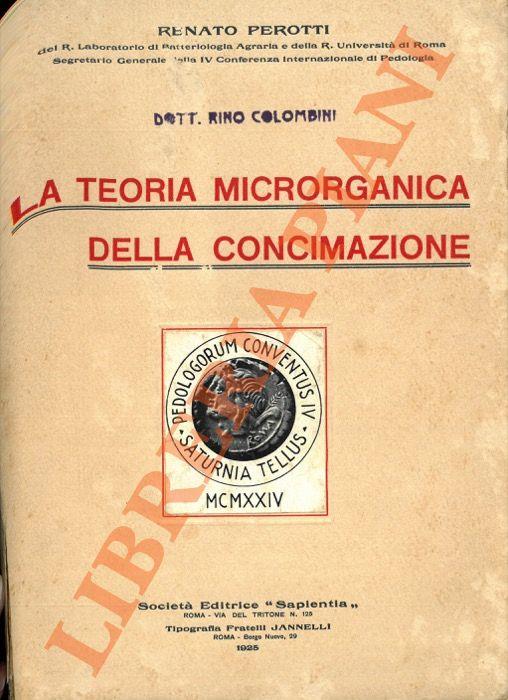 RENATO PEROTTI
del R. Laboratorio di Batteriologia Agraria e della R. Università di Roma
Segretario Generale della IV Conferenza Internazionale di Pedologia
DOTT. RINO COLOMBINI
LA TEORIA MICRORGANICA
DELLA CONCIMAZIONE
PEDOLOGORUM CONVENTUS IV
• SATURNIA TELLUS •
ROMA
MCMXXIV
Società Editrice "Sapientia„
ROMA - VIA DEL TRITONE N. 125
Tipografia Fratelli JANNELLI
ROMA - Borgo Nuovo, 29
1925
LIBRERIA PIANI